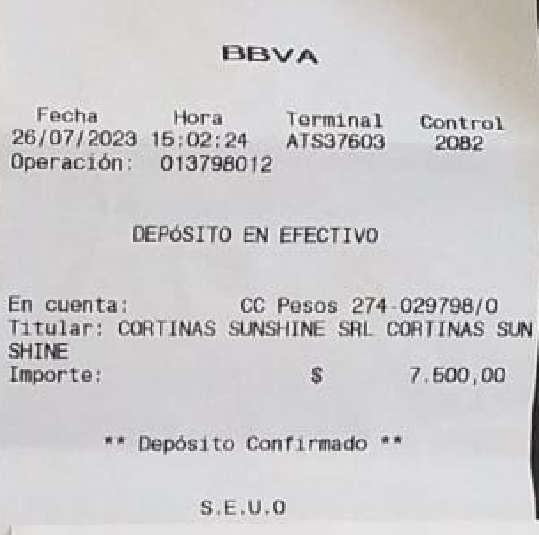 BBVA
Fecha Hora Terminal Control
26/07/2023 15:02:24 ATS37603 2082
Operación: 013798012
DEPÓSITO EN EFECTIVO
En cuenta: CC Pesos 274-029798/0
Titular: CORTINAS SUNSHINE SRL CORTINAS SUN
SHINE
Importe: $ 7.500,00
** Depósito Confirmado **
S.E.U.O